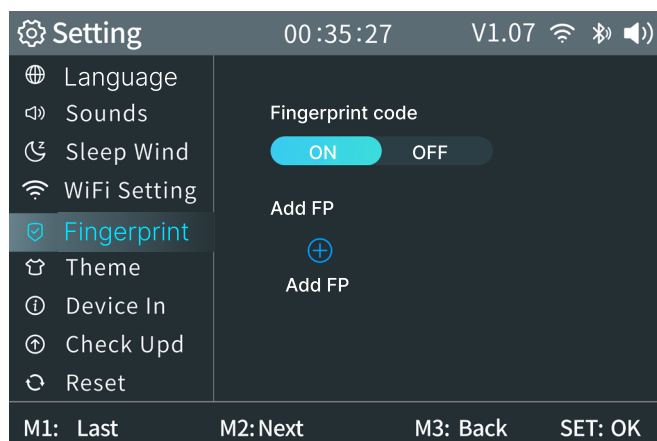 Setting 00:35:27 V1.07
Language
Sounds
Sleep Wind
WiFi Setting
Fingerprint
Theme
Device In
Check Upd
Reset
Fingerprint code
ON OFF
Add FP
Add FP
M1: Last M2: Next M3: Back SET: OK